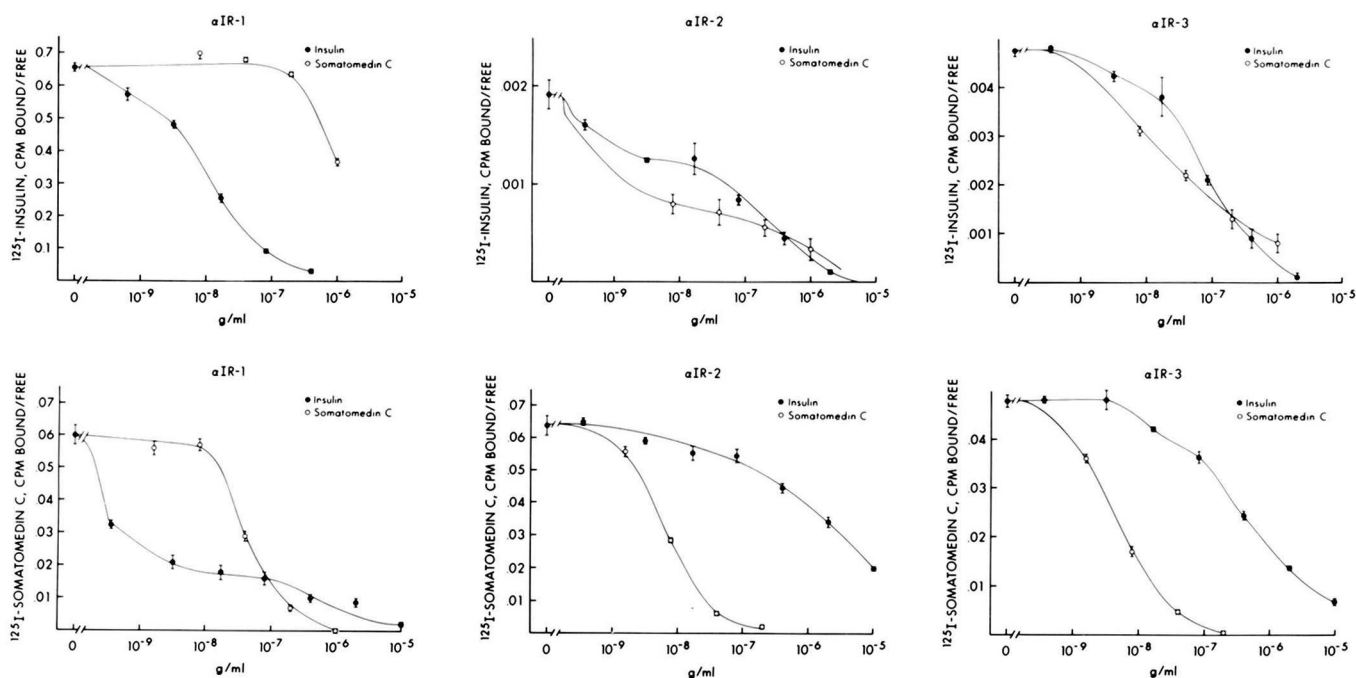 αIR-1
125I-INSULIN, CPM BOUND/FREE
0.7
0.6
0.5
0.4
0.3
0.2
0.1
● Insulin
○ Somatomedin C
0 10-9 10-8 10-7 10-6 10-5
g/ml
αIR-2
125I-INSULIN, CPM BOUND/FREE
.002
.001
● Insulin
○ Somatomedin C
0 10-9 10-8 10-7 10-6 10-5
g/ml
αIR-3
125I-INSULIN, CPM BOUND/FREE
.004
.003
.002
.001
● Insulin
○ Somatomedin C
0 10-9 10-8 10-7 10-6 10-5
g/ml
αIR-1
125I-SOMATOMEDIN C, CPM BOUND/FREE
.07
.06
.05
.04
.03
.02
.01
● Insulin
○ Somatomedin C
0 10-9 10-8 10-7 10-6 10-5
g/ml
αIR-2
125I-SOMATOMEDIN C, CPM BOUND/FREE
.07
.06
.05
.04
.03
.02
.01
● Insulin
○ Somatomedin C
0 10-9 10-8 10-7 10-6 10-5
g/ml
αIR-3
125I-SOMATOMEDIN C, CPM BOUND/FREE
.04
.03
.02
.01
● Insulin
○ Somatomedin C
0 10-9 10-8 10-7 10-6 10-5
g/ml